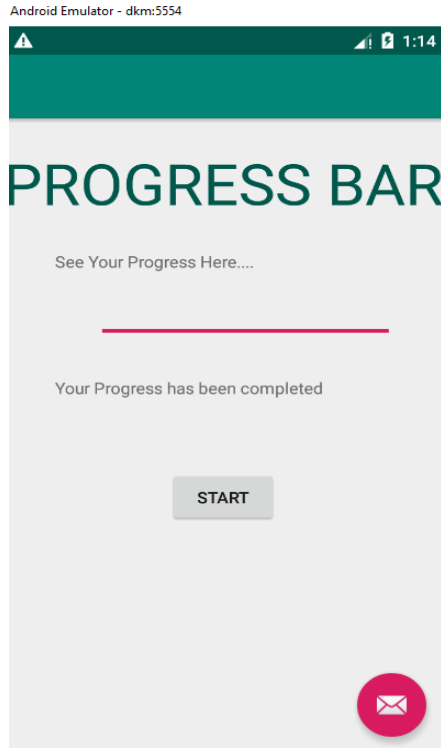 Android Emulator - dkm:5554
1:14
PROGRESS BAR
See Your Progress Here....
Your Progress has been completed
START